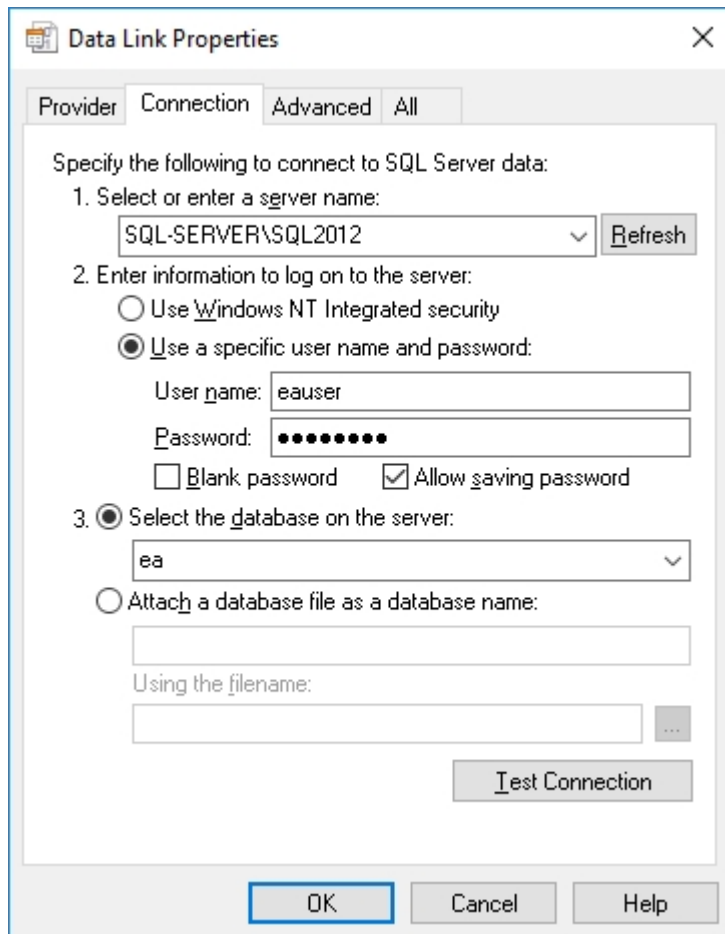 Data Link Properties
Provider Connection Advanced All
Specify the following to connect to SQL Server data:
1. Select or enter a server name:
SQL-SERVER\SQL2012 Refresh
2. Enter information to log on to the server:
Use Windows NT Integrated security
Use a specific user name and password:
User name: eauser
Password: ●●●●●●●●
Blank password Allow saving password
3. Select the database on the server:
ea
Attach a database file as a database name:
Using the filename:
...
Test Connection
OK Cancel Help